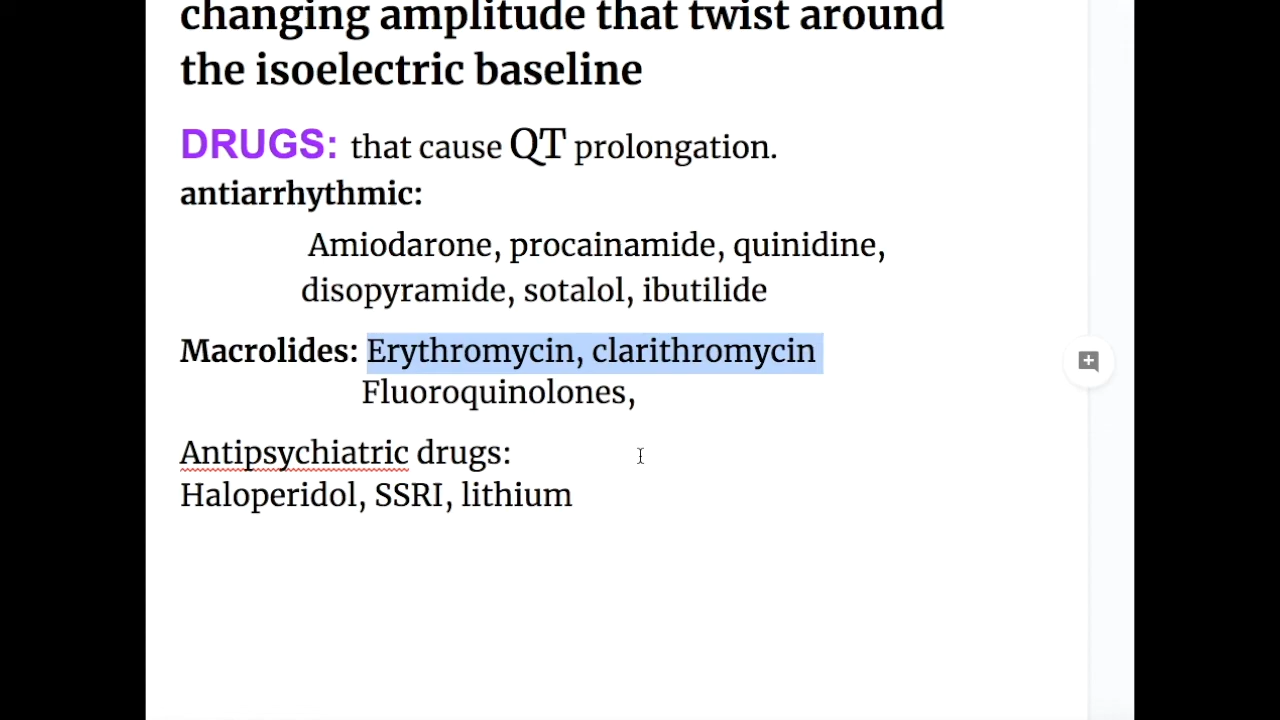 changing amplitude that twist around
the isoelectric baseline
DRUGS: that cause QT prolongation.
antiarrhythmic:
Amiodarone, procainamide, quinidine,
disopyramide, sotalol, ibutilide
Macrolides: Erythromycin, clarithromycin
Fluoroquinolones,
Antipsychiatric drugs:
Haloperidol, SSRI, lithium